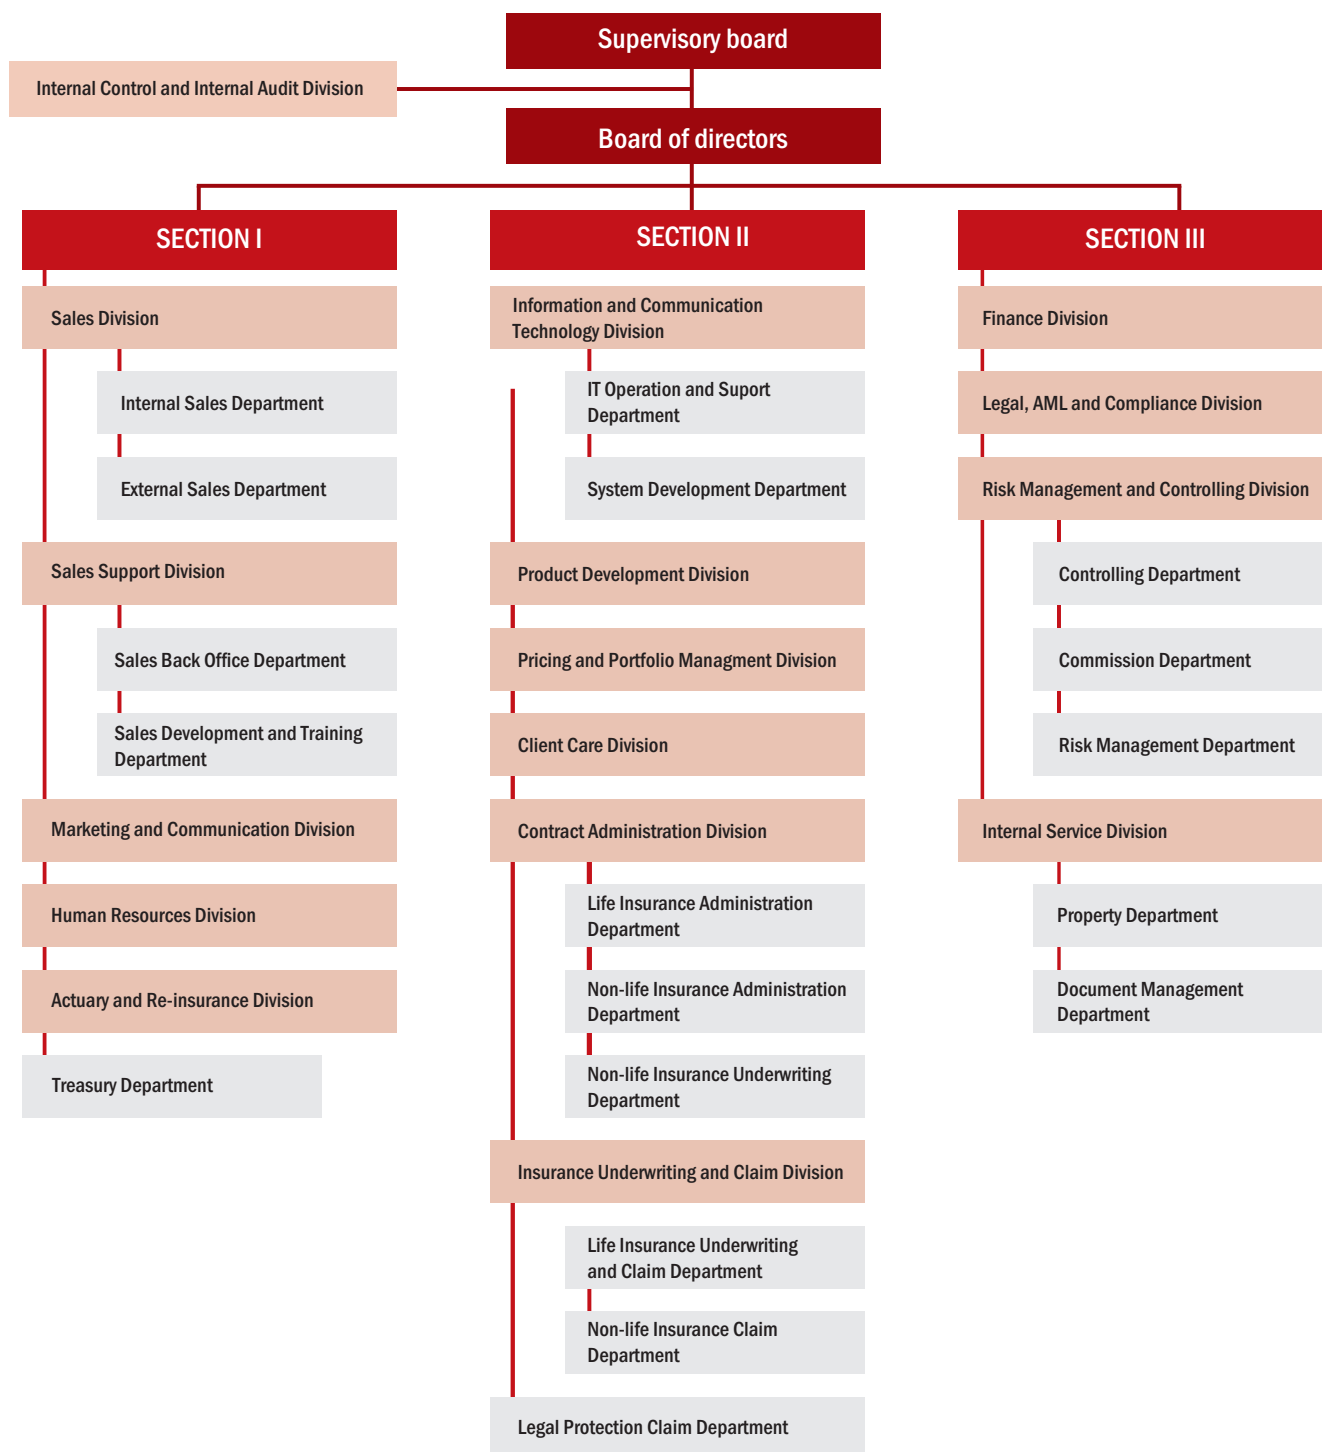 Supervisory board
Internal Control and Internal Audit Division
Board of directors
SECTION I
Sales Division
Internal Sales Department
External Sales Department
Sales Support Division
Sales Back Office Department
Sales Development and Training
Department
Marketing and Communication Division
Human Resources Division
Actuary and Re-insurance Division
Treasury Department
SECTION II
Information and Communication
Technology Division
IT Operation and Suport
Department
System Development Department
Product Development Division
Pricing and Portfolio Managment Division
Client Care Division
Contract Administration Division
Life Insurance Administration
Department
Non-life Insurance Administration
Department
Non-life Insurance Underwriting
Department
Insurance Underwriting and Claim Division
Life Insurance Underwriting
and Claim Department
Non-life Insurance Claim
Department
Legal Protection Claim Department
SECTION III
Finance Division
Legal, AML and Compliance Division
Risk Management and Controlling Division
Controlling Department
Commission Department
Risk Management Department
Internal Service Division
Property Department
Document Management
Department